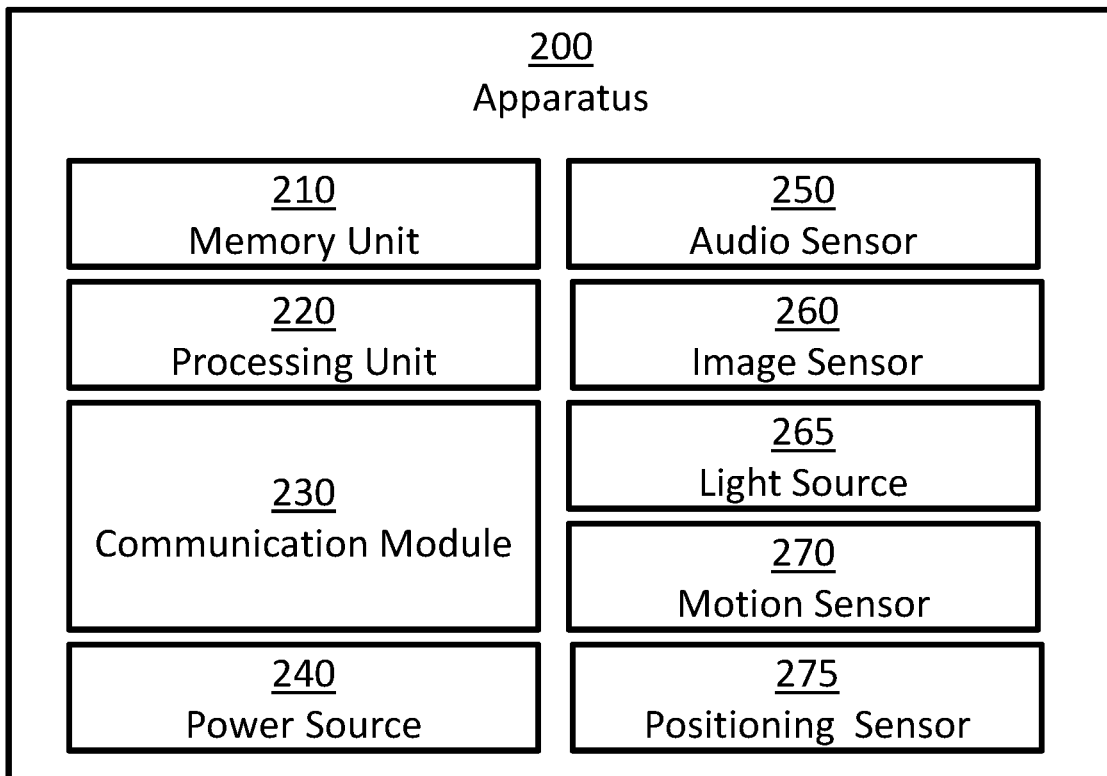 200
Apparatus
210
Memory Unit
220
Processing Unit
230
Communication Module
240
Power Source
250
Audio Sensor
260
Image Sensor
265
Light Source
270
Motion Sensor
275
Positioning  Sensor